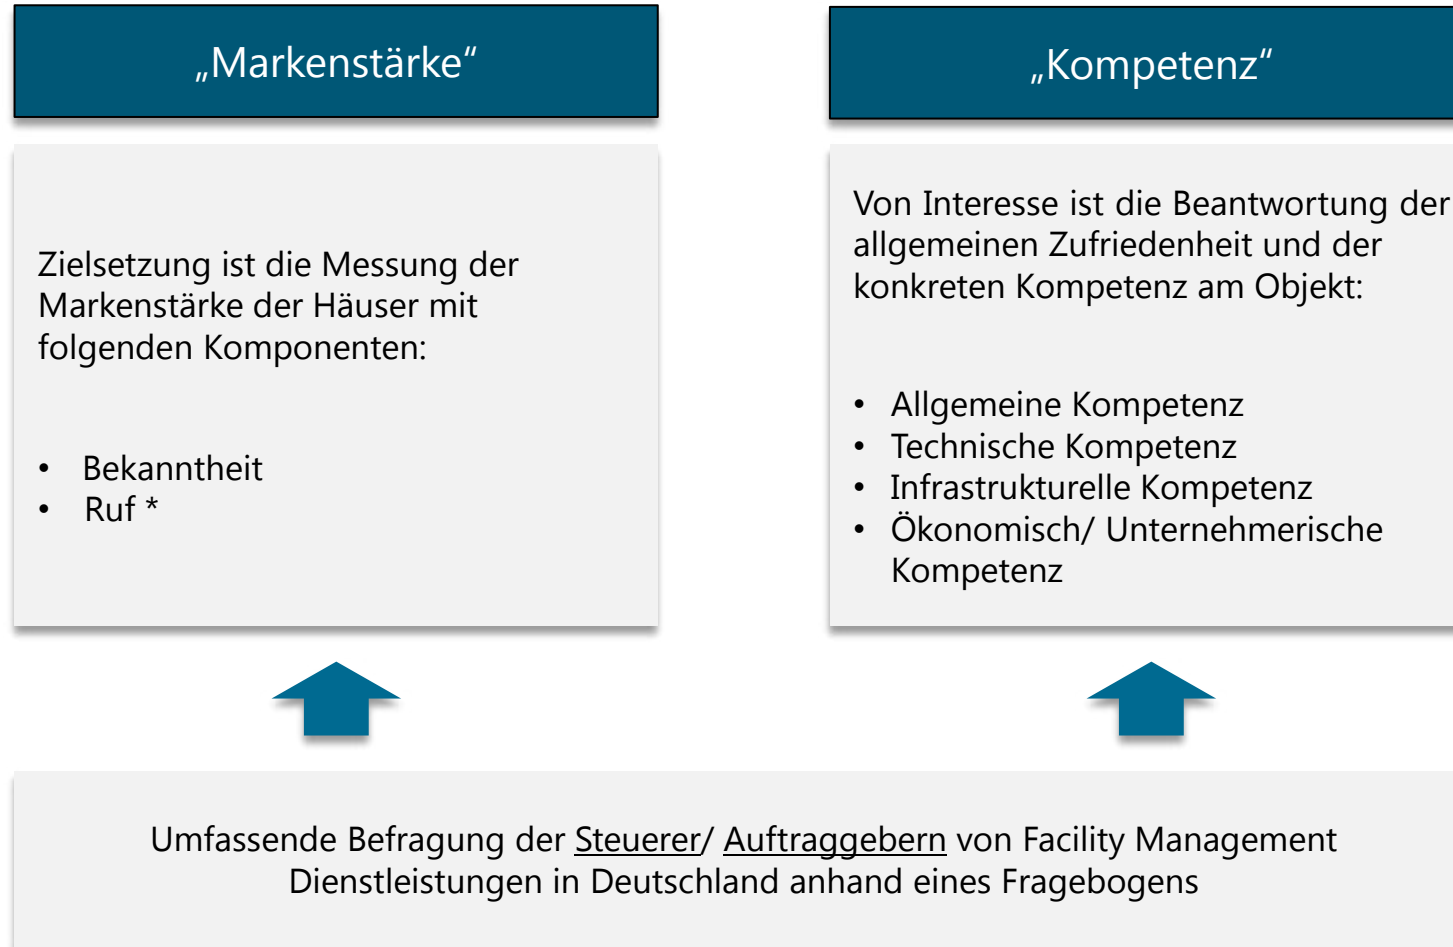 „Markenstärke“
Zielsetzung ist die Messung der
Markenstärke der Häuser mit
folgenden Komponenten:
• Bekanntheit
• Ruf *
„Kompetenz“
Von Interesse ist die Beantwortung der
allgemeinen Zufriedenheit und der
konkreten Kompetenz am Objekt:
• Allgemeine Kompetenz
• Technische Kompetenz
• Infrastrukturelle Kompetenz
• Ökonomisch/ Unternehmerische
Kompetenz
Umfassende Befragung der Steuerer/ Auftraggebern von Facility Management
Dienstleistungen in Deutschland anhand eines Fragebogens